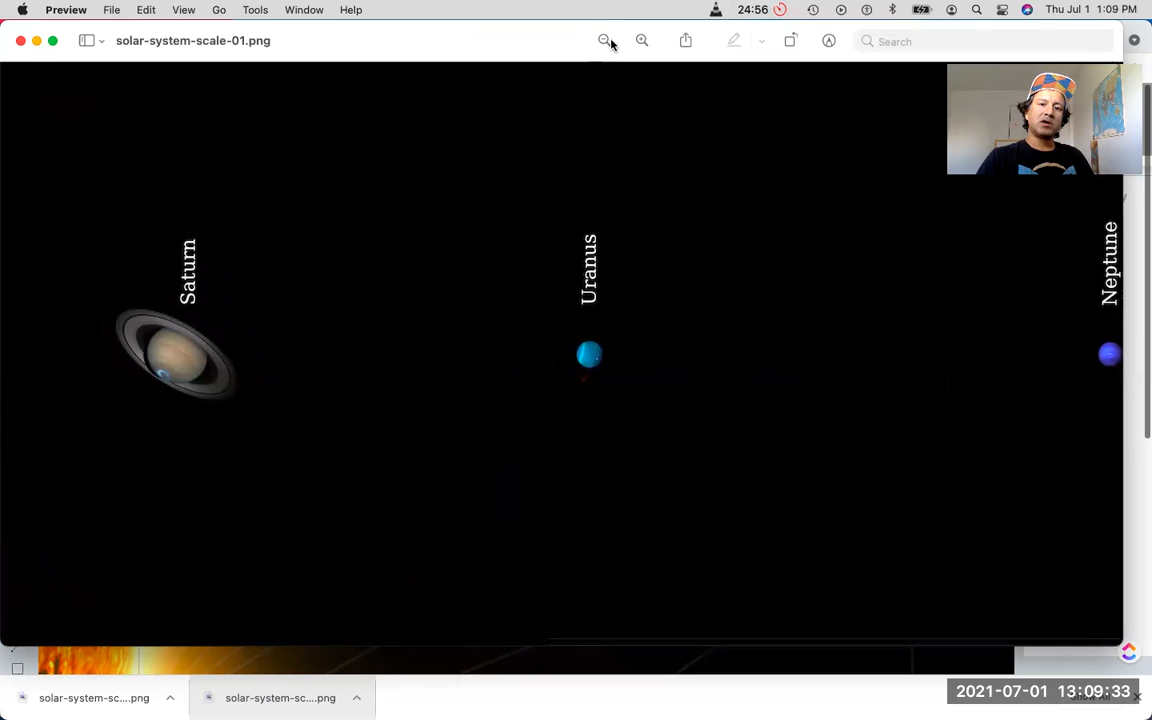 Preview File Edit View Go Tools Window Help 24:56 Thu Jul 1 1:09 PM
solar-system-scale-01.png Search
Saturn
Uranus
Neptune
solar-system-sc....png solar-system-sc....png
2021-07-01 13:09:33